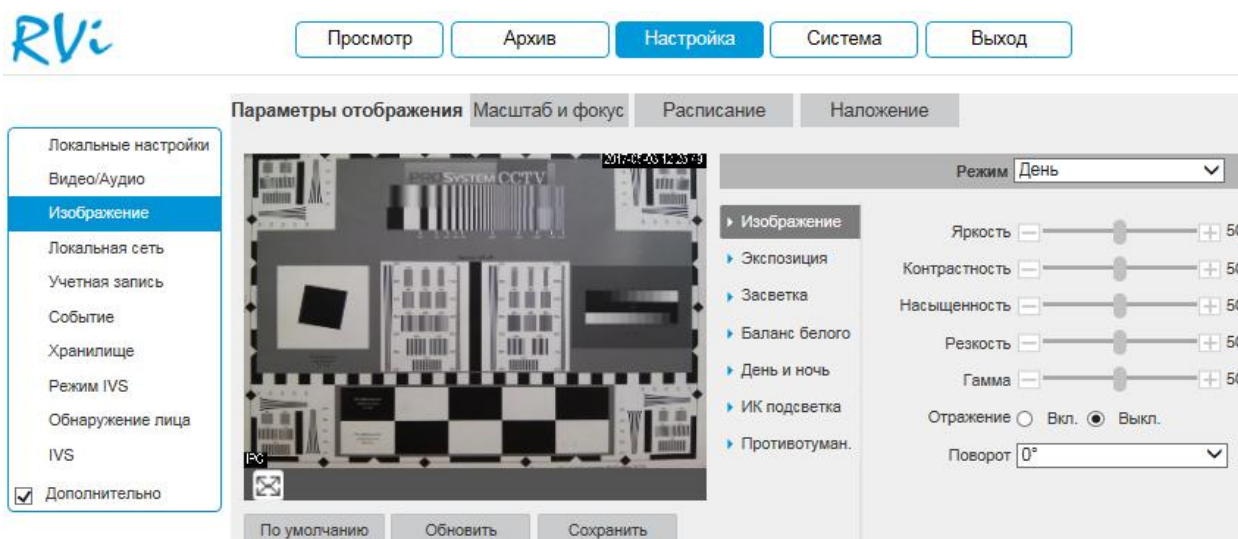 RVi
Просмотр Архив Настройка Система Выход
Параметры отображения Масштаб и фокус Расписание Наложение
Локальные настройки
Видео/Аудио
Изображение
Локальная сеть
Учетная запись
Событие
Хранилище
Режим IVS
Обнаружение лица
IVS
Дополнительно
PROSYSTEM CCTV
IPC
По умолчанию Обновить Сохранить
Режим День
Изображение
Экспозиция
Засветка
Баланс белого
День и ночь
ИК подсветка
Противотуман.
Яркость 50
Контрастность 50
Насыщенность 50
Резкость 50
Гамма 50
Отражение Вкл. Выкл.
Поворот 0°